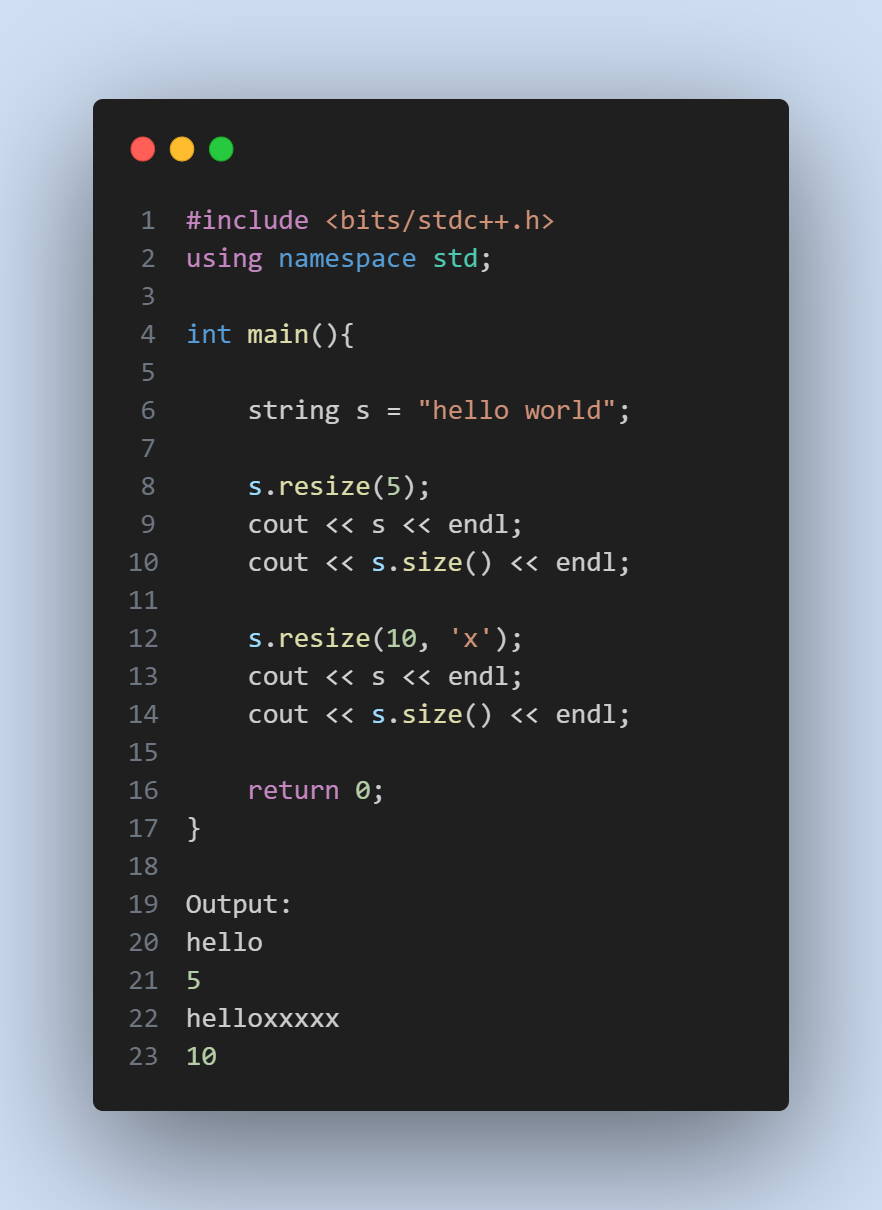 1 #include <bits/stdc++.h>
2 using namespace std;
3
4 int main(){
5
6     string s = "hello world";
7
8     s.resize(5);
9     cout << s << endl;
10     cout << s.size() << endl;
11
12     s.resize(10, 'x');
13     cout << s << endl;
14     cout << s.size() << endl;
15
16     return 0;
17 }
18
19 Output:
20 hello
21 5
22 helloxxxxx
23 10